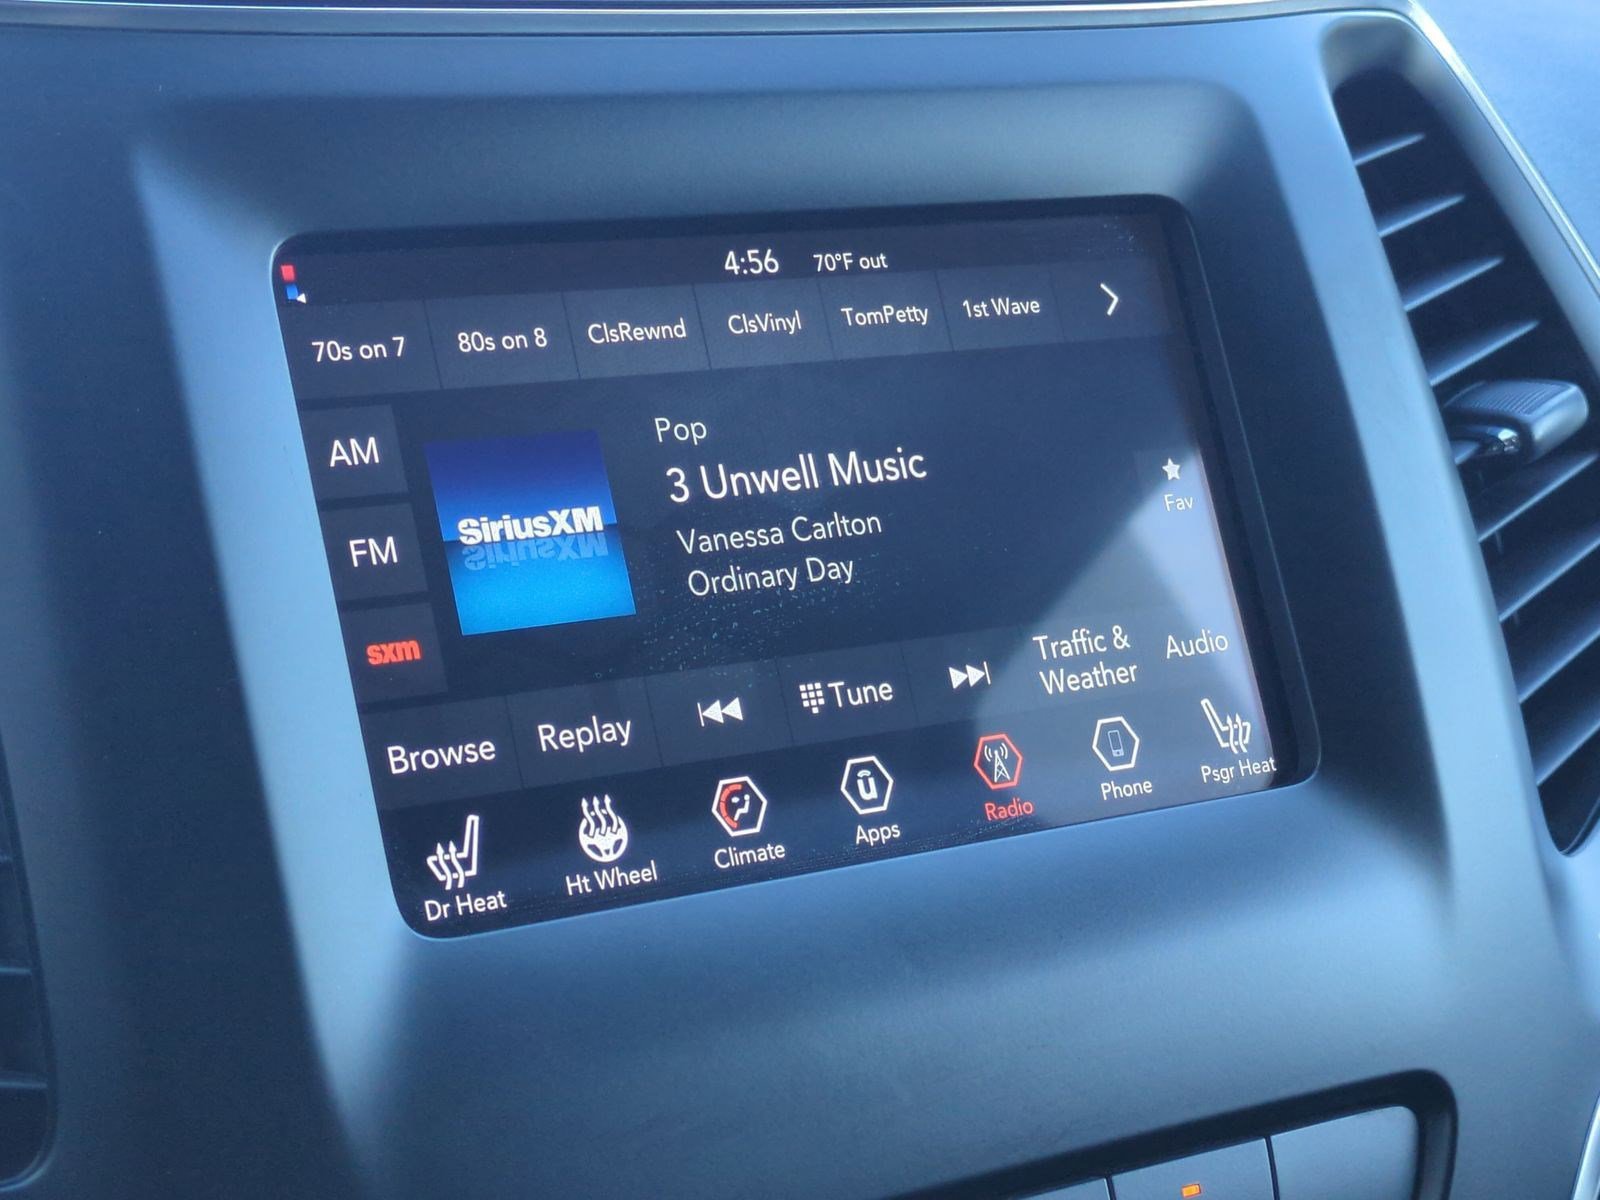 4:56 70°F out
70s on 7 80s on 8 ClsRewnd ClsVinyl TomPetty 1st Wave
AM
FM
sxm
SiriusXM
Pop
3 Unwell Music
Vanessa Carlton
Ordinary Day
Fav
Browse Replay Tune Traffic & Weather Audio
Dr Heat Ht Wheel Climate Apps Radio Phone Psgr Heat